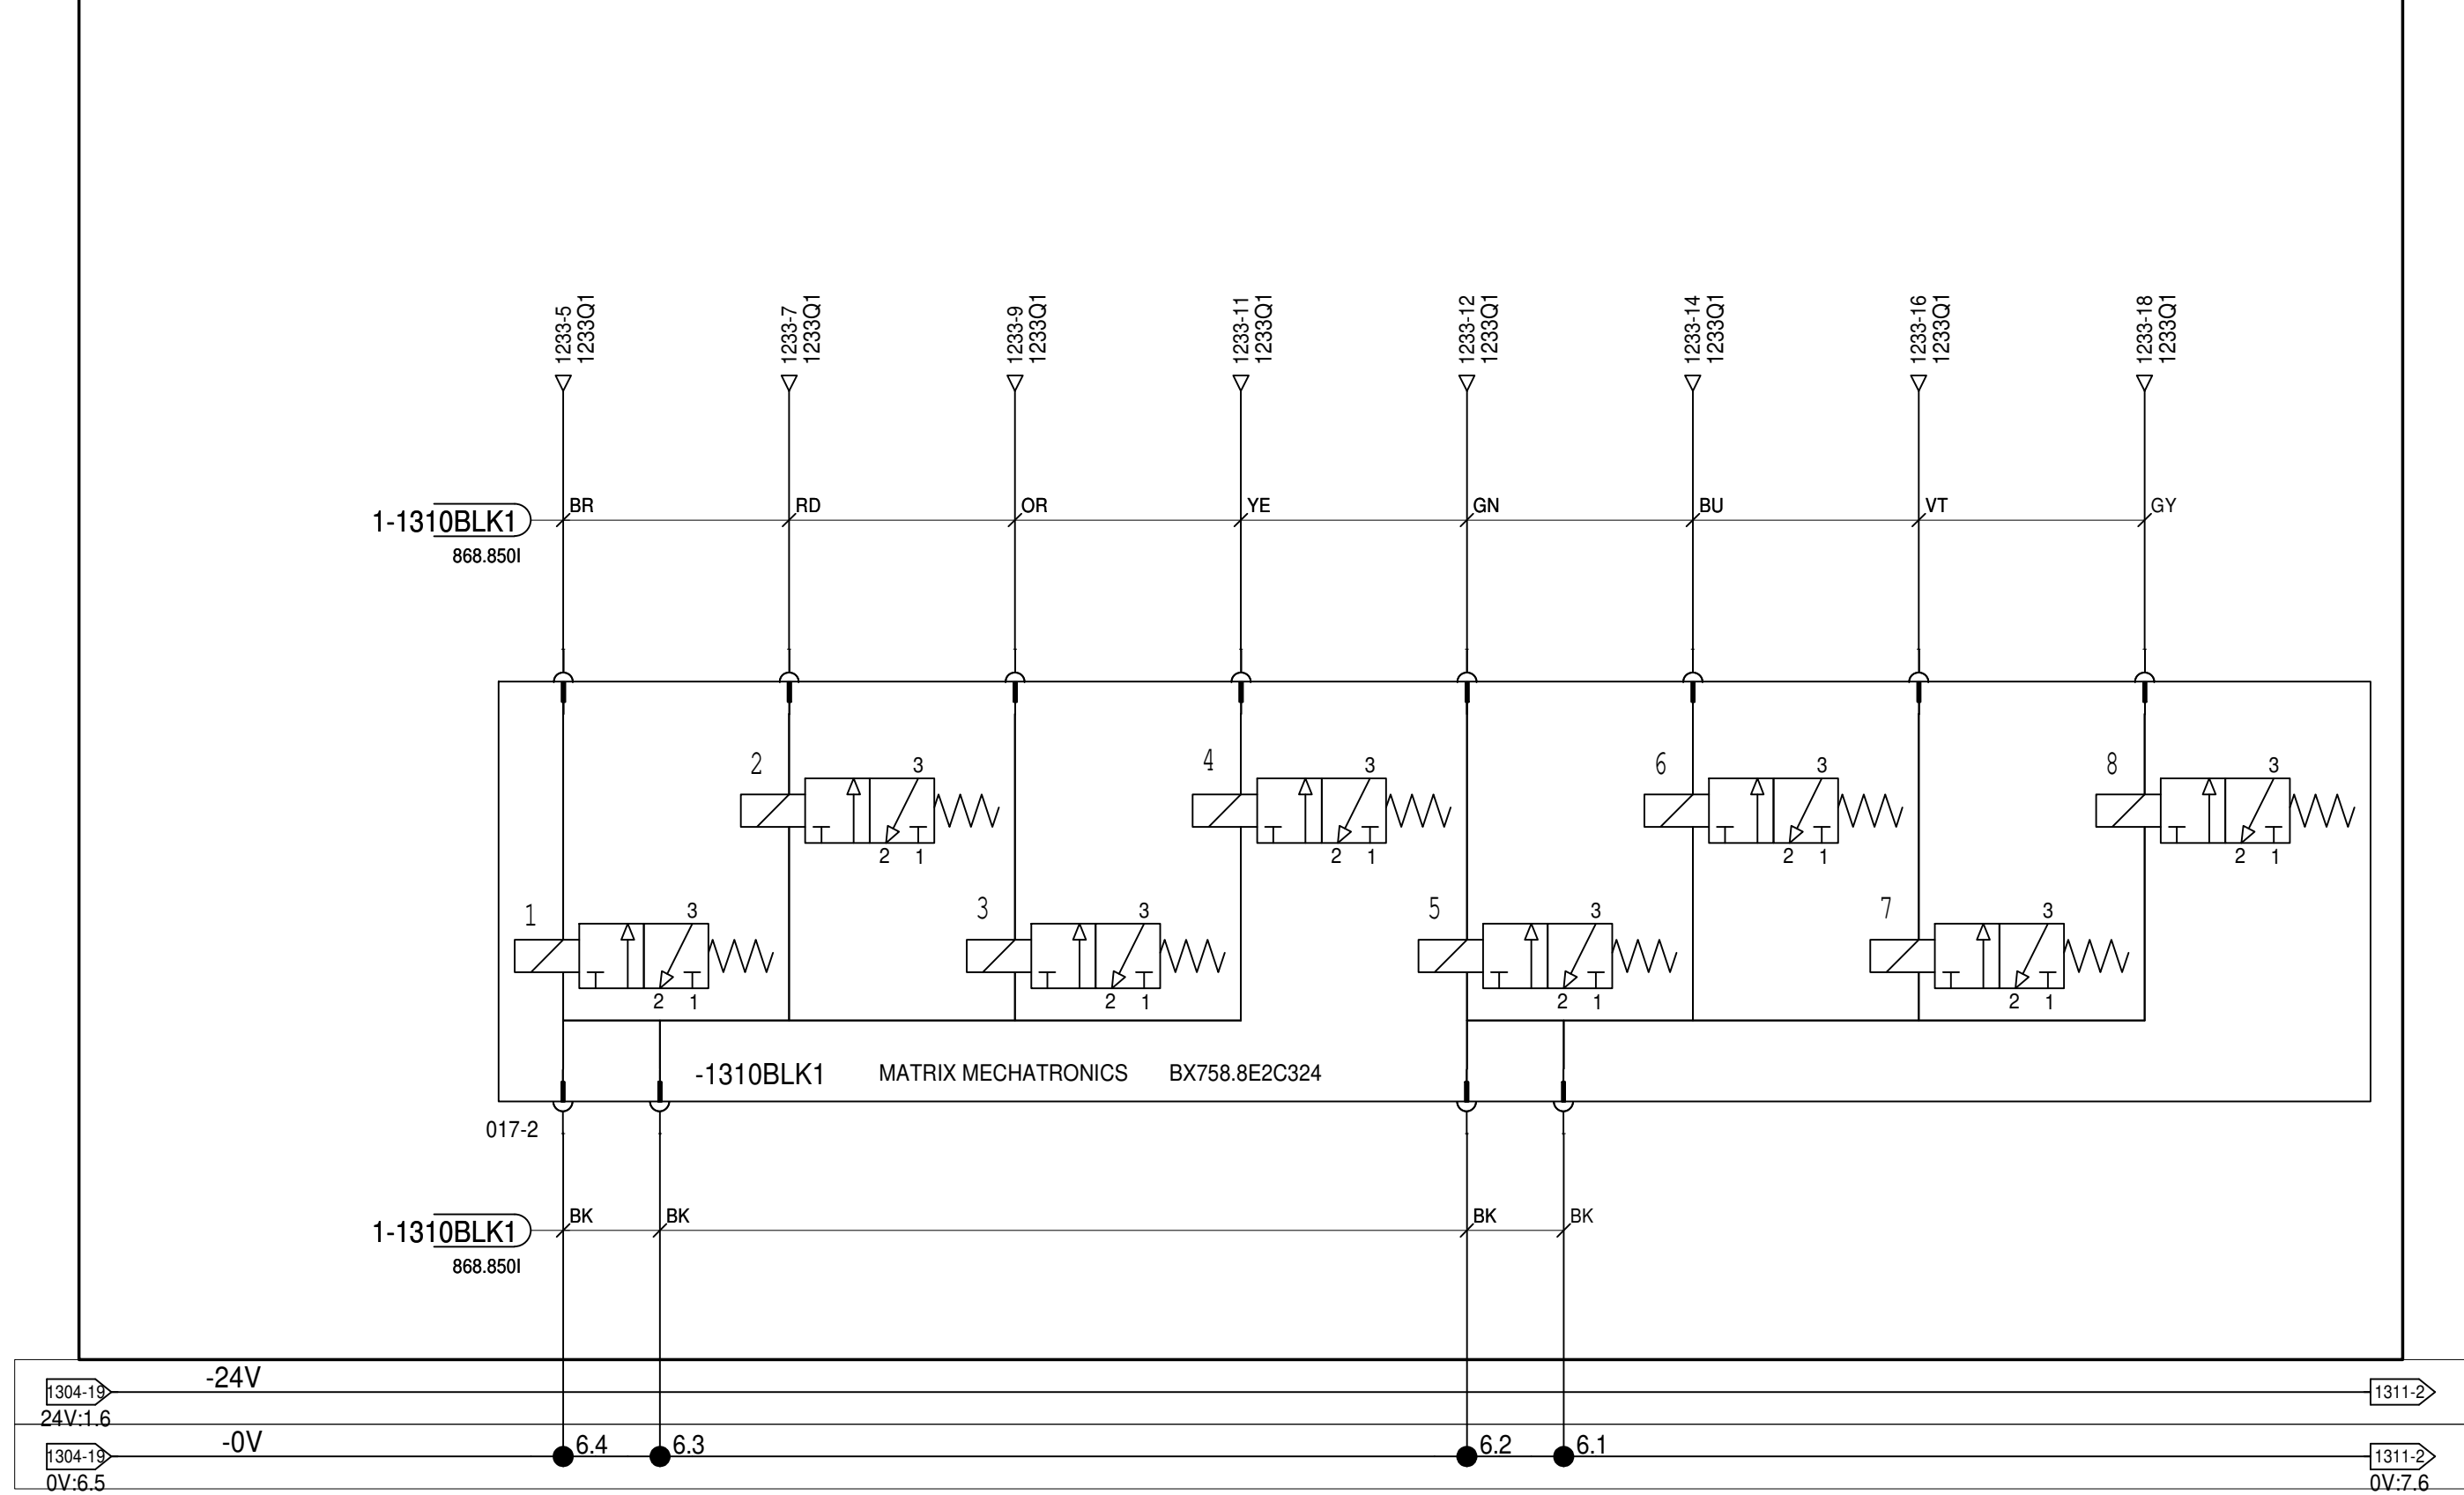 1233-5
1233Q1
1233-7
1233Q1
1233-9
1233Q1
1233-11
1233Q1
1233-12
1233Q1
1233-14
1233Q1
1233-16
1233Q1
1233-18
1233Q1
1-1310BLK1 BR RD OR YE GN BU VT GY
868.850I
2 3 4 3 6 3 8 3
2 1 2 1 2 1 2 1
1 3 3 3 5 3 7 3
2 1 2 1 2 1 2 1
-1310BLK1 MATRIX MECHATRONICS BX758.8E2C324
017-2
1-1310BLK1 BK BK BK BK
868.850I
-24V
1304-19 1311-2
24V:1.6
-0V 6.4 6.3 6.2 6.1
1304-19 1311-2
0V:6.5 0V:7.6